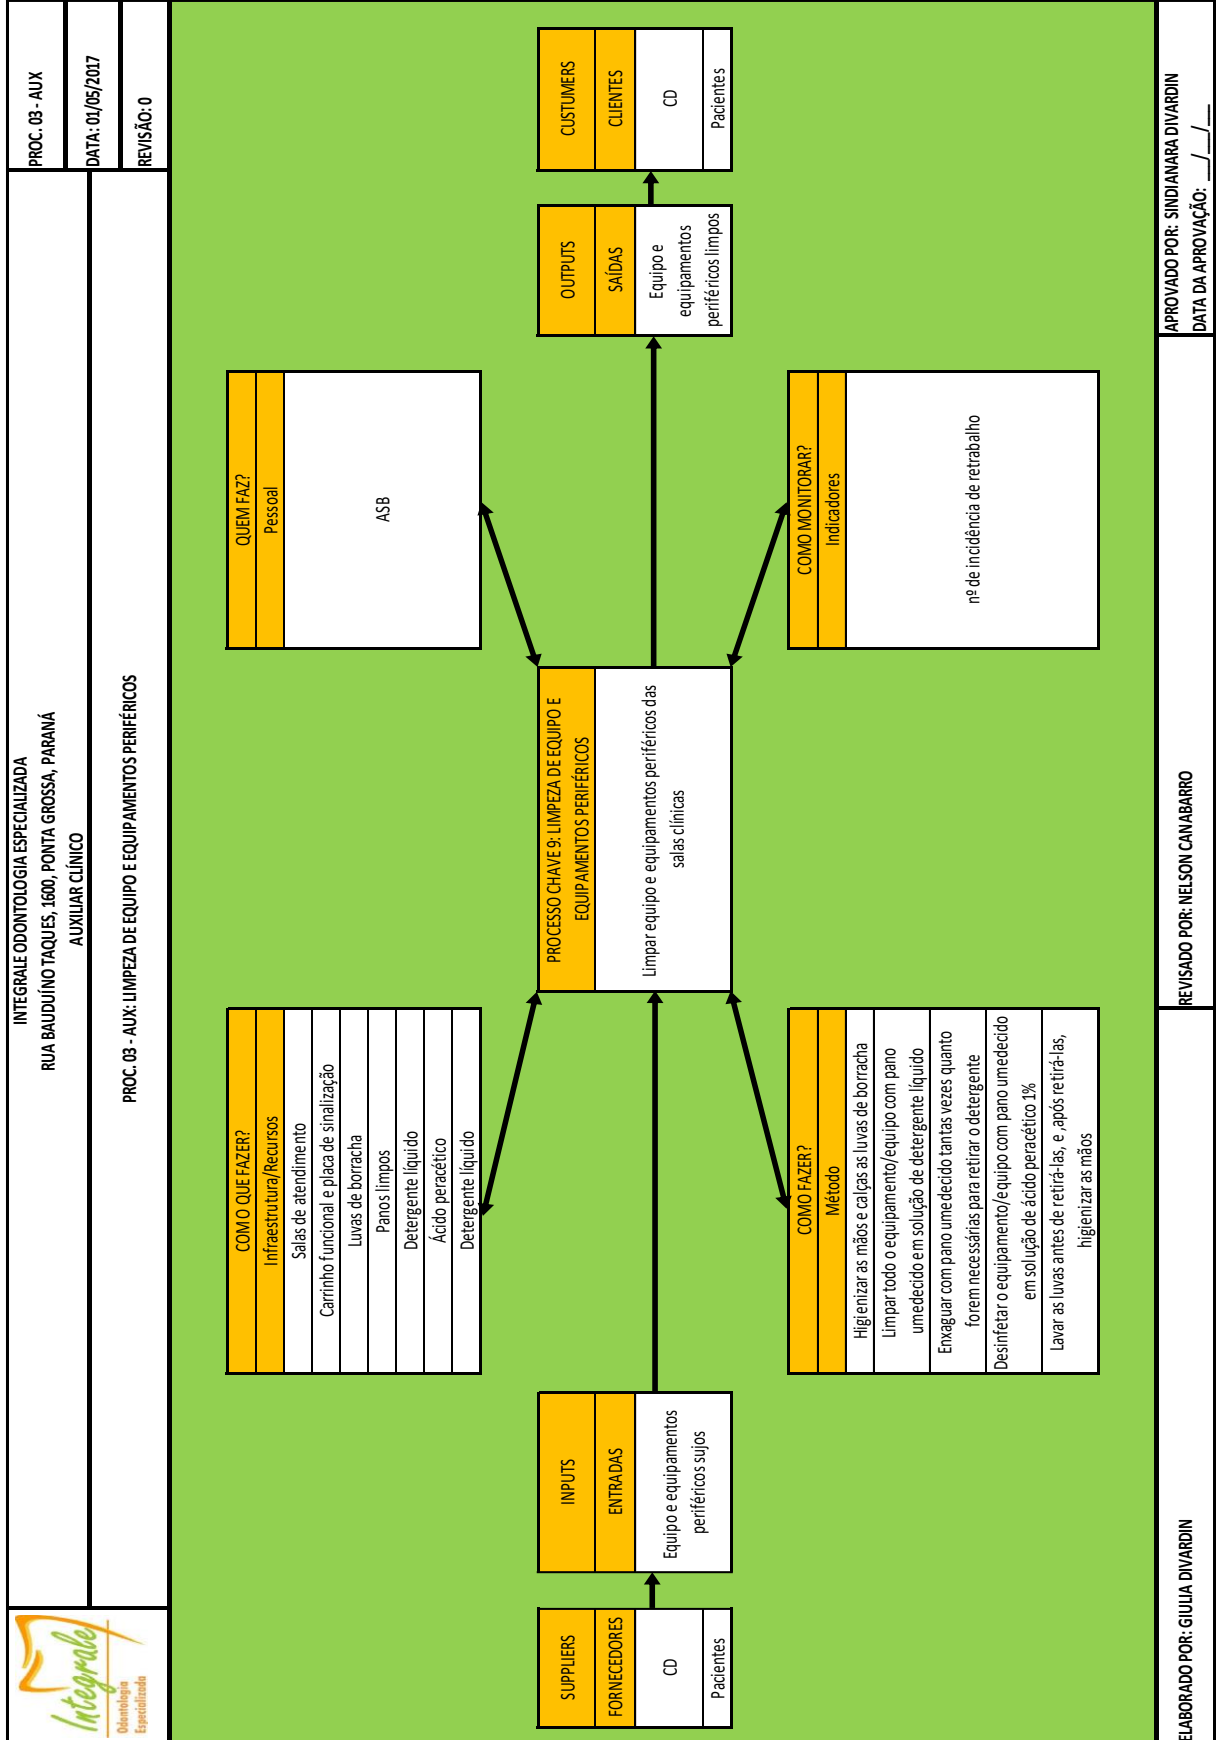 Integrale
Odontologia
Especializada
INTEGRALE ODONTOLOGIA ESPECIALIZADA
RUA BAUDUÍNO TAQUES, 1600, PONTA GROSSA, PARANÁ
AUXILIAR CLÍNICO
PROC. 03 - AUX
DATA: 01/05/2017
PROC. 03 - AUX: LIMPEZA DE EQUIPO E EQUIPAMENTOS PERIFÉRICOS
REVISÃO: 0
COM O QUE FAZER?
Infraestrutura/Recursos
Salas de atendimento
Carrinho funcional e placa de sinalização
Luvas de borracha
Panos limpos
Detergente líquido
Ácido peracético
Detergente líquido
QUEM FAZ?
Pessoal
ASB
SUPPLIERS
FORNECEDORES
CD
Pacientes
INPUTS
ENTRADAS
Equipo e equipamentos
periféricos sujos
PROCESSO CHAVE 9: LIMPEZA DE EQUIPO E
EQUIPAMENTOS PERIFÉRICOS
Limpar equipo e equipamentos periféricos das
salas clínicas
OUTPUTS
SAÍDAS
Equipo e
equipamentos
periféricos limpos
CUSTUMERS
CLIENTES
CD
Pacientes
COMO FAZER?
Método
Higienizar as mãos e calças as luvas de borracha
Limpar todo o equipamento/equipo com pano
umedecido em solução de detergente líquido
Enxaguar com pano umedecido tantas vezes quanto
forem necessárias para retirar o detergente
Desinfetar o equipamento/equipo com pano umedecido
em solução de ácido peracético 1%
Lavar as luvas antes de retirá-las, e ,após retirá-las,
higienizar as mãos
COMO MONITORAR?
Indicadores
nº de incidência de retrabalho
ELABORADO POR: GIULIA DIVARDIN
REVISADO POR: NELSON CANABARRO
APROVADO POR: SINDIANARA DIVARDIN
DATA DA APROVAÇÃO: __/__/__